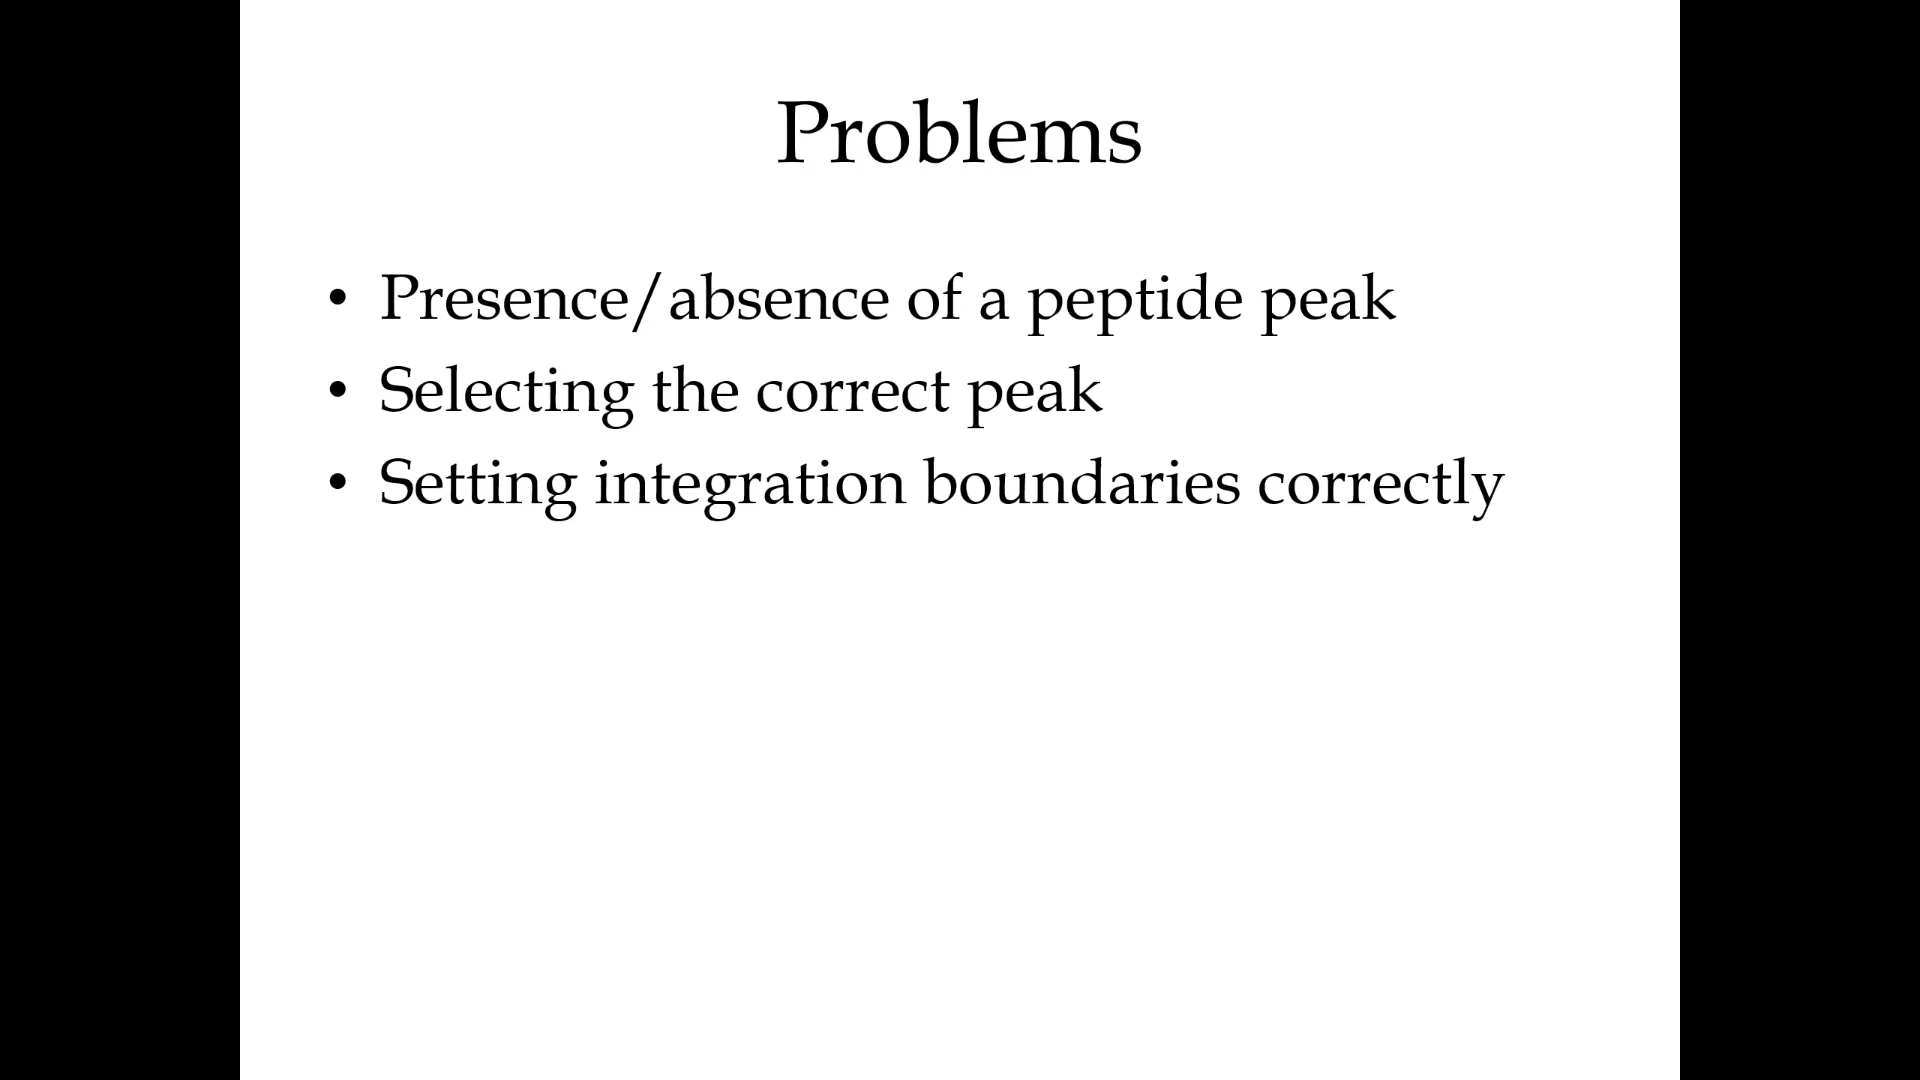 Problems
• Presence/absence of a peptide peak
• Selecting the correct peak
• Setting integration boundaries correctly